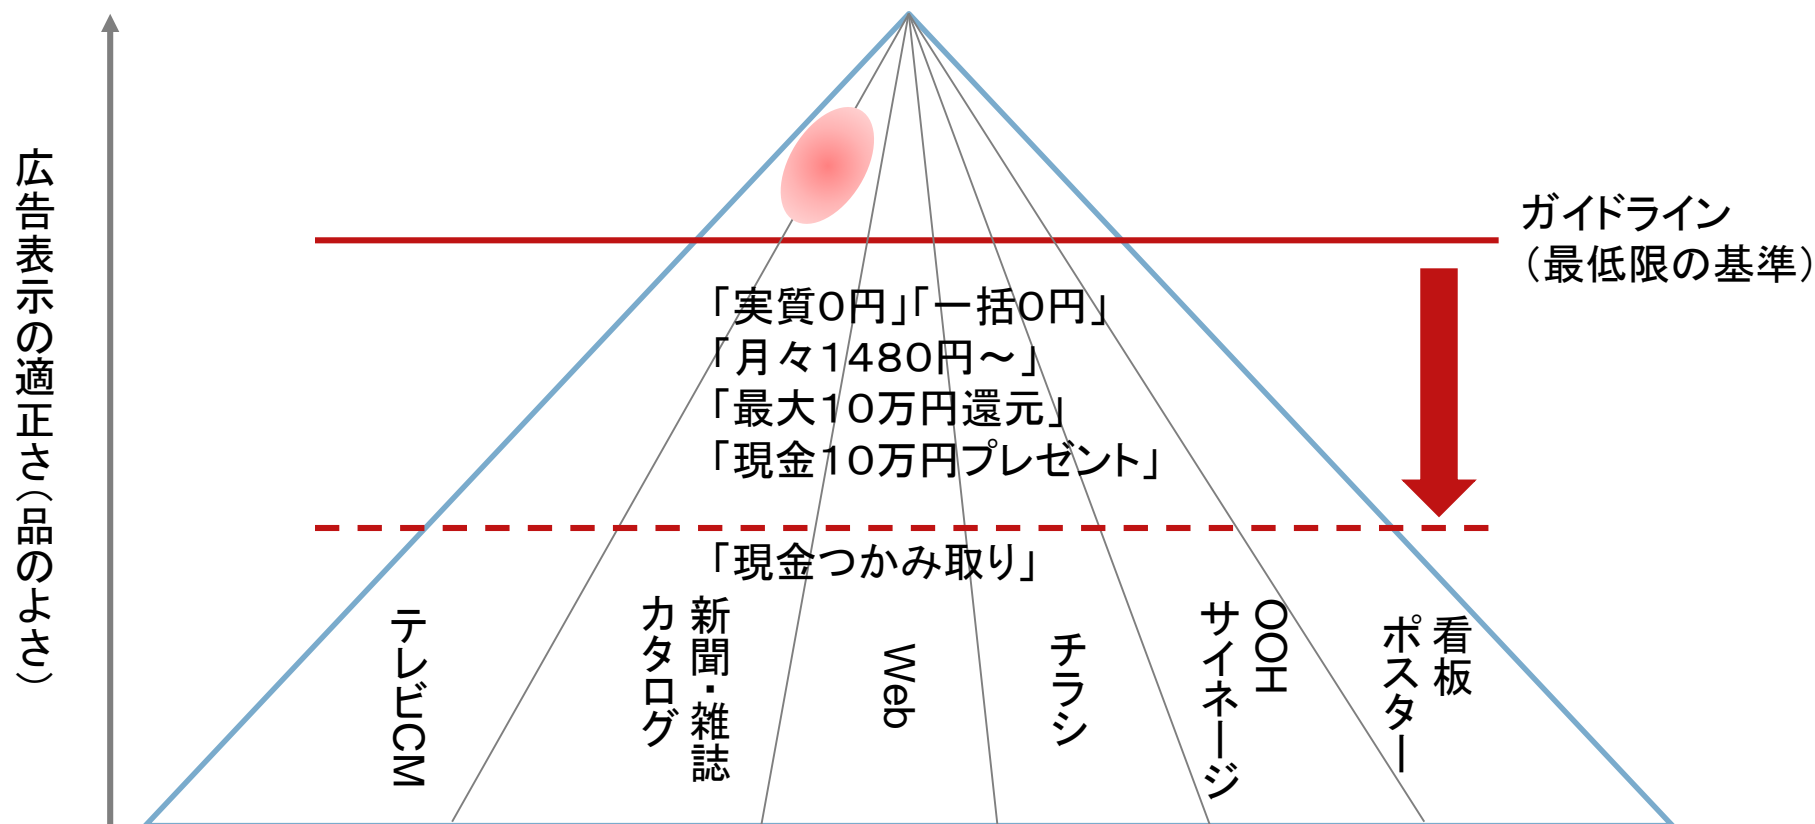 広告表示の適正さ（品のよさ）
ガイドライン
（最低限の基準）
「実質０円」「一括０円」
「月々１４８０円～」
「最大１０万円還元」
「現金１０万円プレゼント」
「現金つかみ取り」
テレビCM
新聞・雑誌
カタログ
Web
チラシ
OOH
サイネージ
看板
ポスター